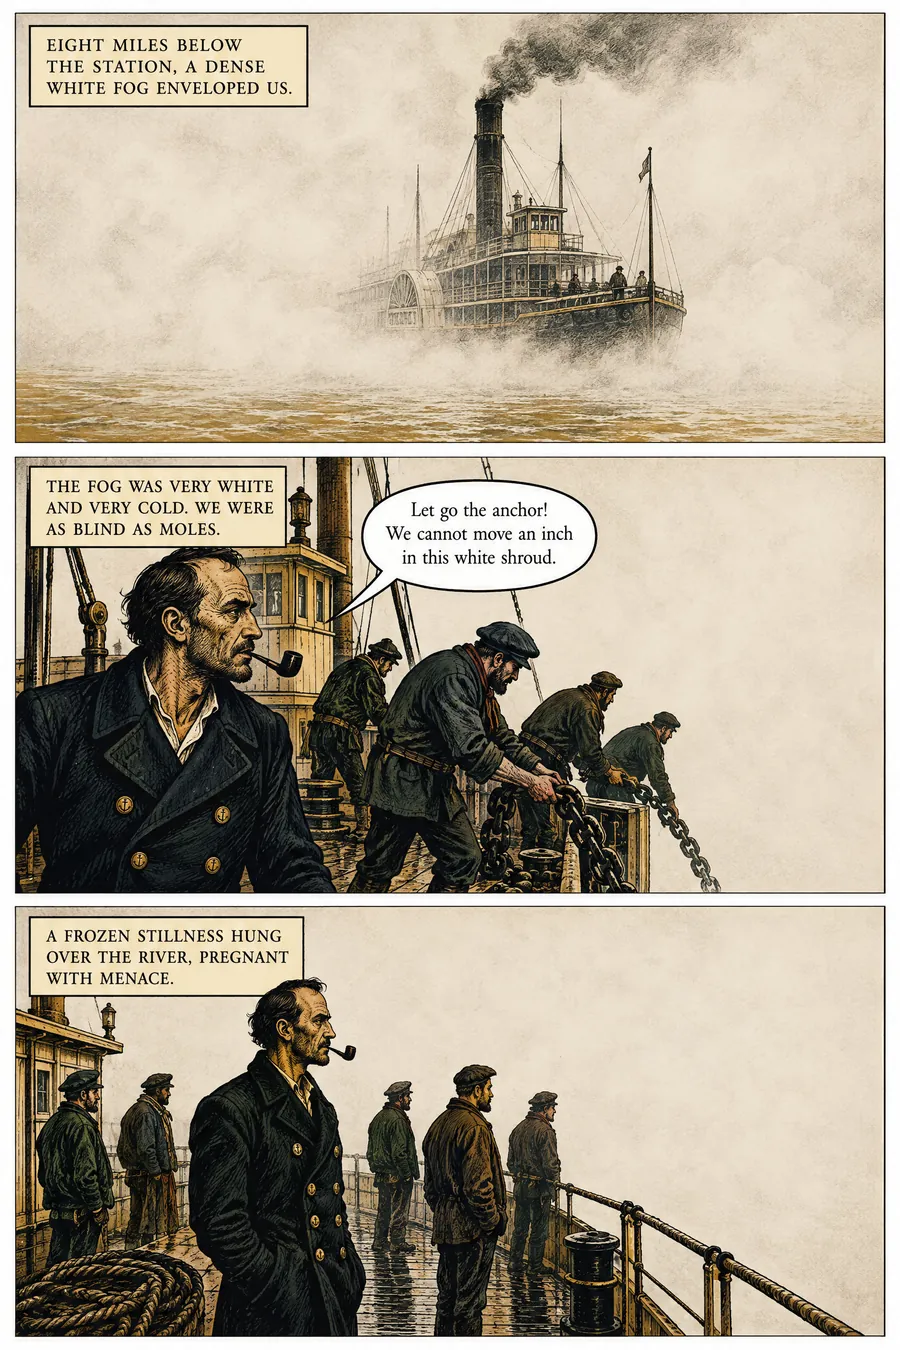 EIGHT MILES BELOW
THE STATION, A DENSE
WHITE FOG ENVELOPED US.
THE FOG WAS VERY WHITE
AND VERY COLD. WE WERE
AS BLIND AS MOLES.
Let go the anchor!
We cannot move an inch
in this white shroud.
A FROZEN STILLNESS HUNG
OVER THE RIVER, PREGNANT
WITH MENACE.